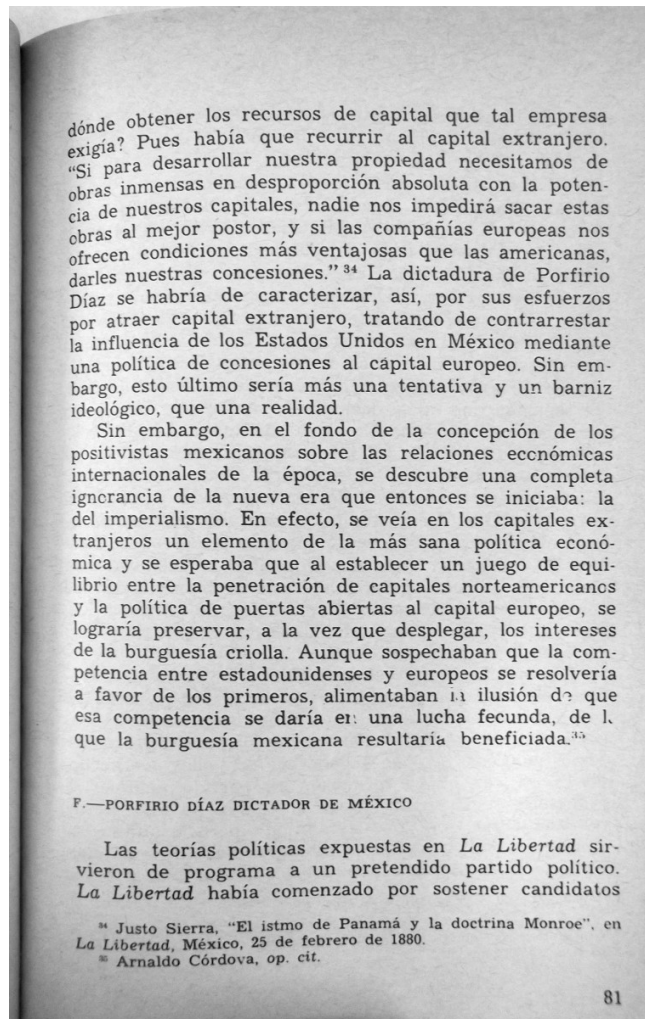 dónde obtener los recursos de capital que tal empresa
exigía? Pues había que recurrir al capital extranjero.
“Si para desarrollar nuestra propiedad necesitamos de
obras inmensas en desproporción absoluta con la poten-
cia de nuestros capitales, nadie nos impedirá sacar estas
obras al mejor postor, y si las compañías europeas nos
ofrecen condiciones más ventajosas que las americanas,
darles nuestras concesiones.” 34 La dictadura de Porfirio
Díaz se habría de caracterizar, así, por sus esfuerzos
por atraer capital extranjero, tratando de contrarrestar
la influencia de los Estados Unidos en México mediante
una política de concesiones al capital europeo. Sin em-
bargo, esto último sería más una tentativa y un barniz
ideológico, que una realidad.
Sin embargo, en el fondo de la concepción de los
positivistas mexicanos sobre las relaciones eccnómicas
internacionales de la época, se descubre una completa
igncrancia de la nueva era que entonces se iniciaba: la
del imperialismo. En efecto, se veía en los capitales ex-
tranjeros un elemento de la más sana política econó-
mica y se esperaba que al establecer un juego de equi-
librio entre la penetración de capitales norteamericancs
y la política de puertas abiertas al capital europeo, se
lograría preservar, a la vez que desplegar, los intereses
de la burguesía criolla. Aunque sospechaban que la com-
petencia entre estadounidenses y europeos se resolvería
a favor de los primeros, alimentaban la ilusión de que
esa competencia se daría en una lucha fecunda, de l
que la burguesía mexicana resultaría beneficiada.35
F.—PORFIRIO DÍAZ DICTADOR DE MÉXICO
Las teorías políticas expuestas en La Libertad sir-
vieron de programa a un pretendido partido político.
La Libertad había comenzado por sostener candidatos
34 Justo Sierra, “El istmo de Panamá y la doctrina Monroe”, en
La Libertad, México, 25 de febrero de 1880.
35 Arnaldo Córdova, op. cit.
81